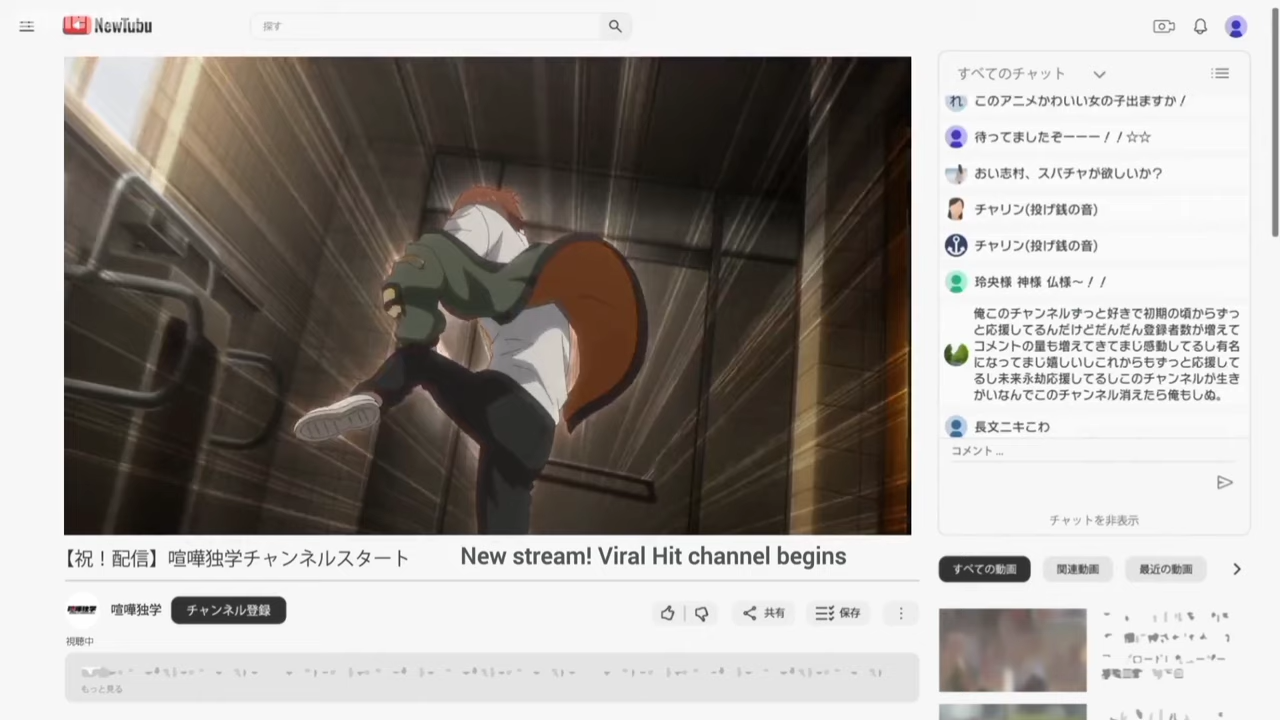 NewTubu
探す
すべてのチャット
このアニメかわいい女の子出ますか！
待ってましたぞーーー！！☆☆
おい志村、スパチャが欲しいか？
チャリン(投げ銭の音)
チャリン(投げ銭の音)
玲央様 神様 仏様〜！！
俺このチャンネルずっと好きで初期の頃からずっ
と応援してるんだけどだんだん登録者数が増えて
コメントの量も増えてきてまじ感動してるし有名
になってまじ嬉しいしこれからもずっと応援して
るし未来永劫応援してるしこのチャンネルが生き
がいなんでこのチャンネル消えたら俺もしぬ。
長文ニキこわ
コメント ...
チャットを非表示
【祝！配信】喧嘩独学チャンネルスタート
New stream! Viral Hit channel begins
喧嘩独学
喧嘩独学
チャンネル登録
共有
保存
視聴中
もっと見る
すべての動画
関連動画
最近の動画